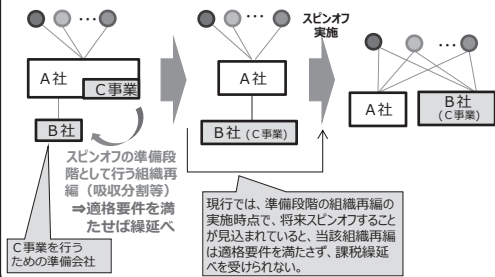 スピンオフ
実施
…
…
…
A社
C事業
B社
A社
B社(C事業)
A社
B社
(C事業)
スピンオフの準備段
階として行う組織再
編(吸収分割等)
⇒適格要件を満
たせば繰延べ
C事業を行う
ための準備会社
現行では、準備段階の組織再編の
実施時点で、将来スピンオフすること
が見込まれていると、当該組織再編
は適格要件を満たさず、課税繰延
べを受けられない。